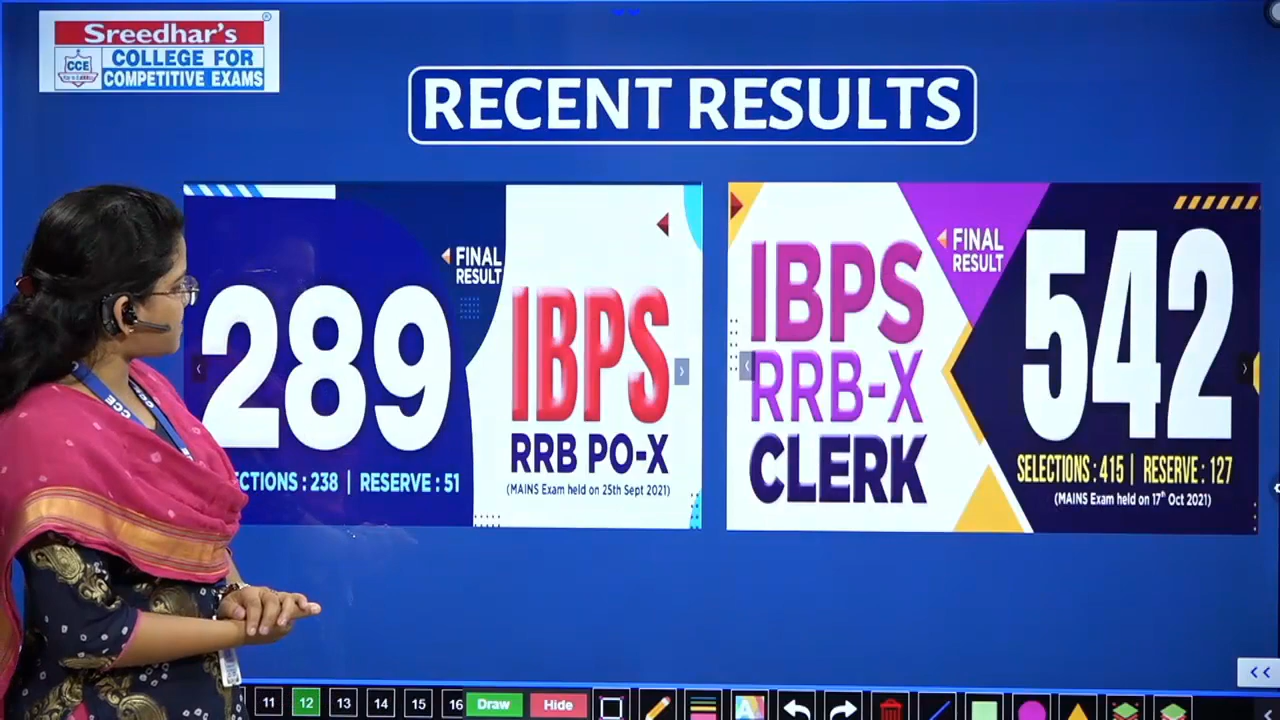 Sreedhar's
CCE
COLLEGE FOR
COMPETITIVE EXAMS
RECENT RESULTS
289
FINAL
RESULT
IBPS
RRB PO-X
(MAINS Exam held on 25th Sept 2021)
ECTIONS : 238 | RESERVE : 51
IBPS
RRB-X
CLERK
FINAL
RESULT
542
SELECTIONS : 415 | RESERVE : 127
(MAINS Exam held on 17th Oct 2021)
CCE
11 12 13 14 15 16 Draw Hide